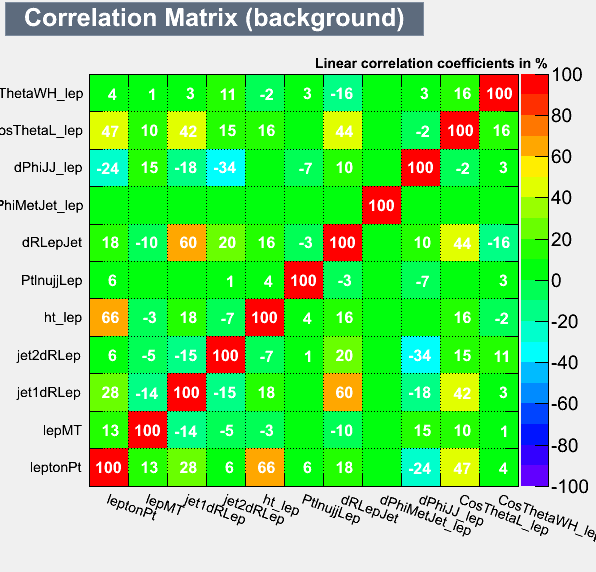 Correlation Matrix (background)
Linear correlation coefficients in %
ThetaWH_lep 4 1 3 11 -2 3 -16 3 16 100
osThetaL_lep 47 10 42 15 16 44 -2 100 16
dPhiJJ_lep -24 15 -18 -34 -7 10 100 -2 3
PhiMetJet_lep 100
dRLepJet 18 -10 60 20 16 -3 100 10 44 -16
PtlnujjLep 6 1 4 100 -3 -7 3
ht_lep 66 -3 18 -7 100 4 16 16 -2
jet2dRLep 6 -5 -15 100 -7 1 20 -34 15 11
jet1dRLep 28 -14 100 -15 18 60 -18 42 3
lepMT 13 100 -14 -5 -3 -10 15 10 1
leptonPt 100 13 28 6 66 6 18 -24 47 4
leptonPt lepMT jet1dRLep jet2dRLep ht_lep PtlnujjLep dRLepJet dPhiMetJet_lep dPhiJJ_lep CosThetaL_lep CosThetaWH_lep
100
80
60
40
20
0
-20
-40
-60
-80
-100